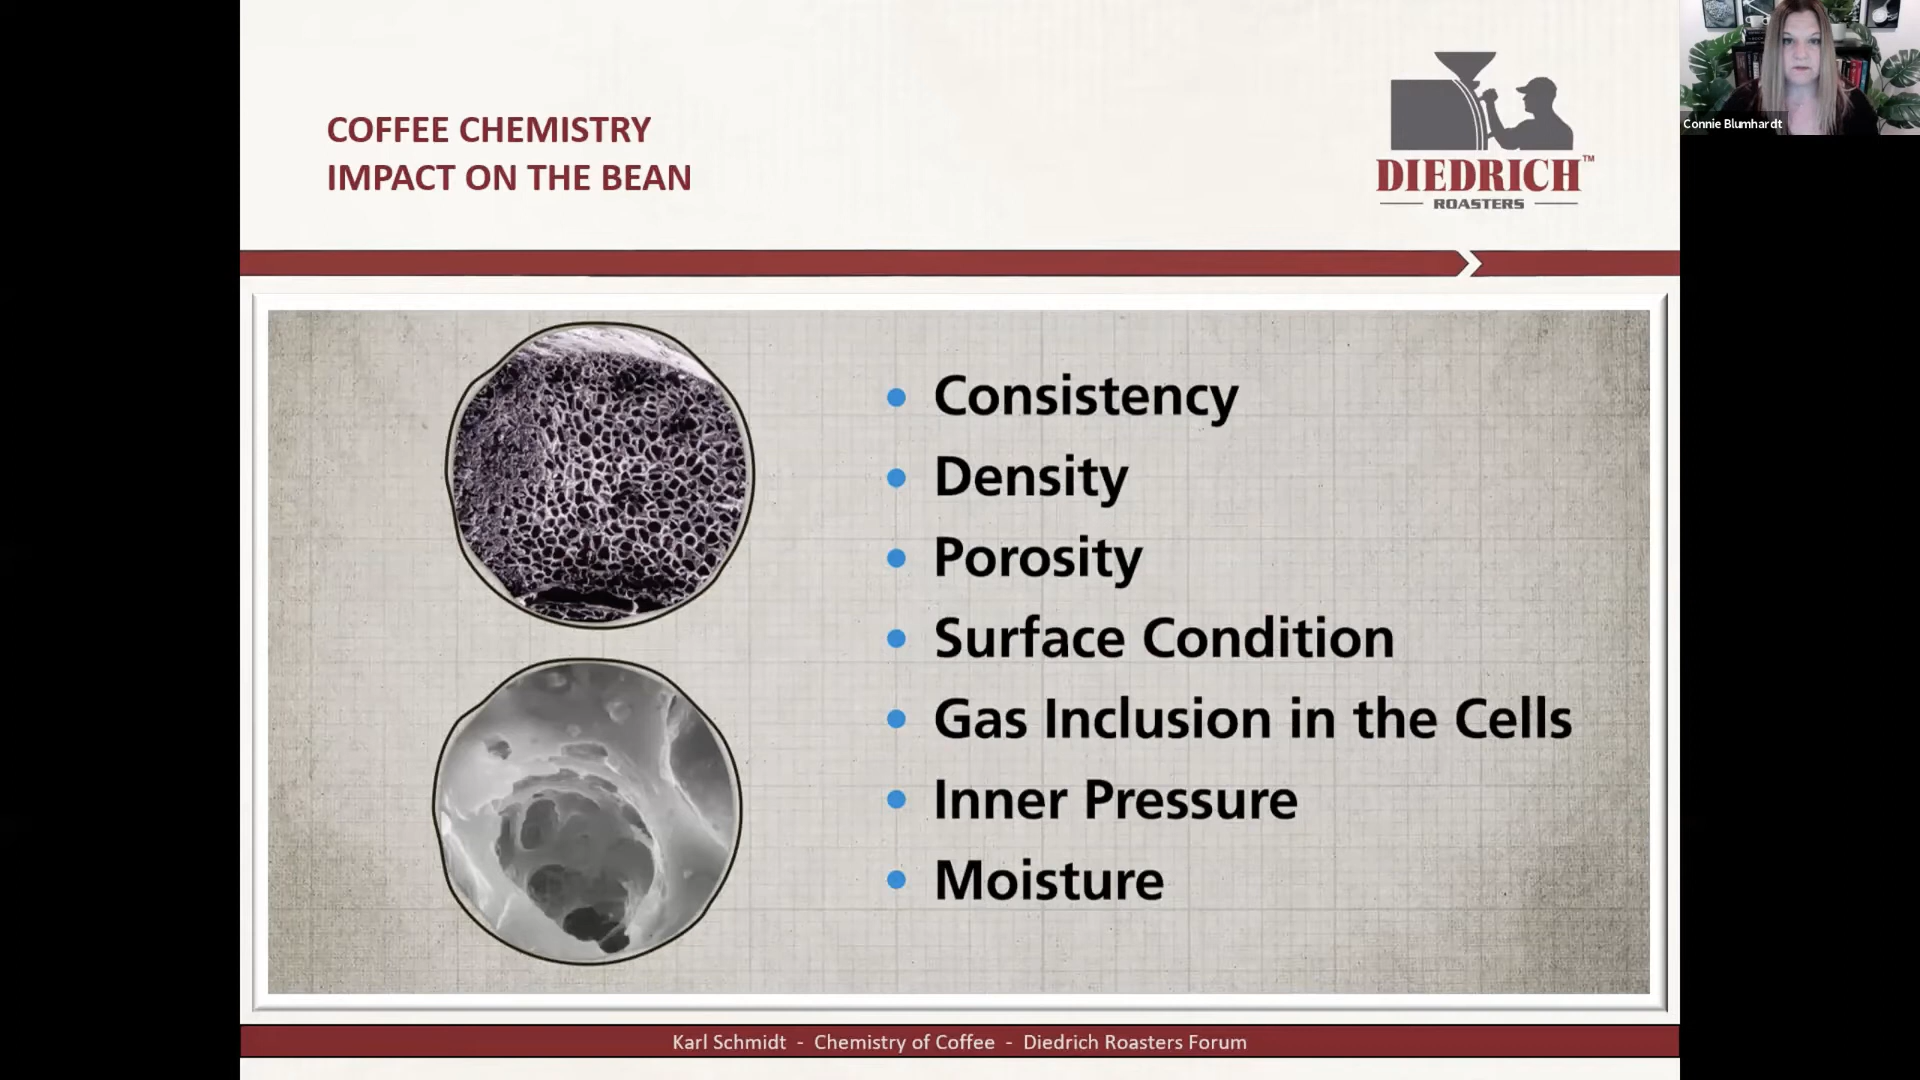 COFFEE CHEMISTRY
IMPACT ON THE BEAN
DIEDRICH™
ROASTERS
Connie Blumhardt
• Consistency
• Density
• Porosity
• Surface Condition
• Gas Inclusion in the Cells
• Inner Pressure
• Moisture
Karl Schmidt - Chemistry of Coffee - Diedrich Roasters Forum